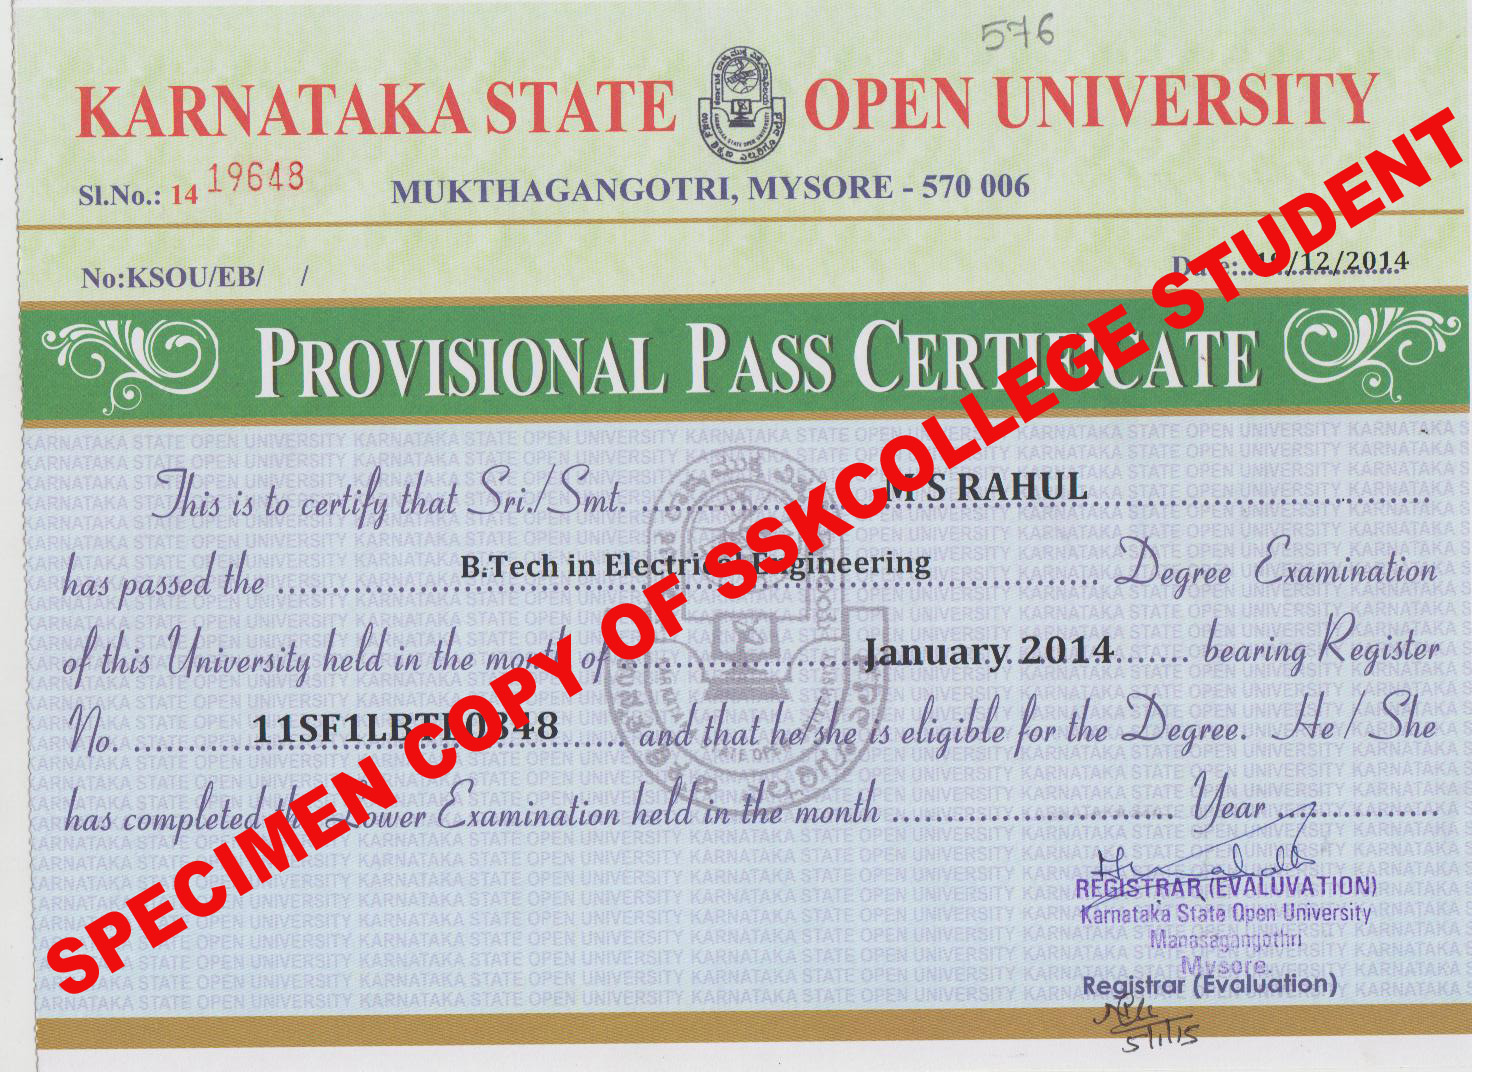 576
KARNATAKA STATE OPEN UNIVERSITY
Sl.No.: 14 19648
MUKTHAGANGOTRI, MYSORE - 570 006
No:KSOU/EB/ /
Date: /12/2014
PROVISIONAL PASS CERTIFICATE
This is to certify that Sri./Smt. M S RAHUL
has passed the B.Tech in Electrical Engineering Degree Examination
of this University held in the month of January 2014 bearing Register
No. and that he/she is eligible for the Degree. He / She
has completed the Lower Examination held in the month Year
REGISTRAR (EVALUVATION)
Karnataka State Open University
Manasagangothri
Mysore.
Registrar (Evaluation)
5/1/15
SPECIMEN COPY OF SSKCOLLEGE STUDENT